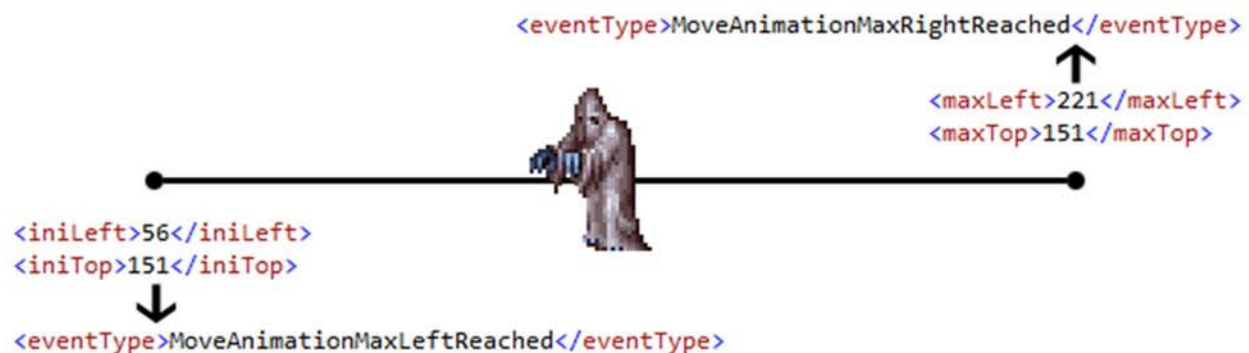 <eventType>MoveAnimationMaxRightReached</eventType>
<maxLeft>221</maxLeft>
<maxTop>151</maxTop>
<iniLeft>56</iniLeft>
<iniTop>151</iniTop>
<eventType>MoveAnimationMaxLeftReached</eventType>